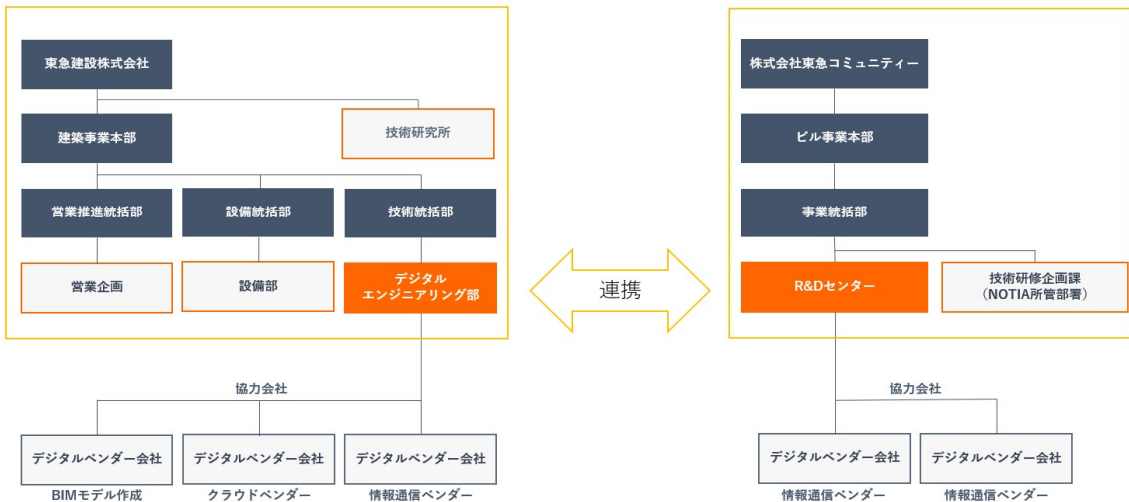 東急建設株式会社
技術研究所
建築事業本部
営業推進統括部
設備統括部
技術統括部
営業企画
設備部
デジタル
エンジニアリング部
連携
株式会社東急コミュニティー
ビル事業本部
事業統括部
R&Dセンター
技術研修企画課
（NOTIA所管部署）
協力会社
デジタルベンダー会社
デジタルベンダー会社
デジタルベンダー会社
BIMモデル作成
クラウドベンダー
情報通信ベンダー
協力会社
デジタルベンダー会社
デジタルベンダー会社
情報通信ベンダー
情報通信ベンダー